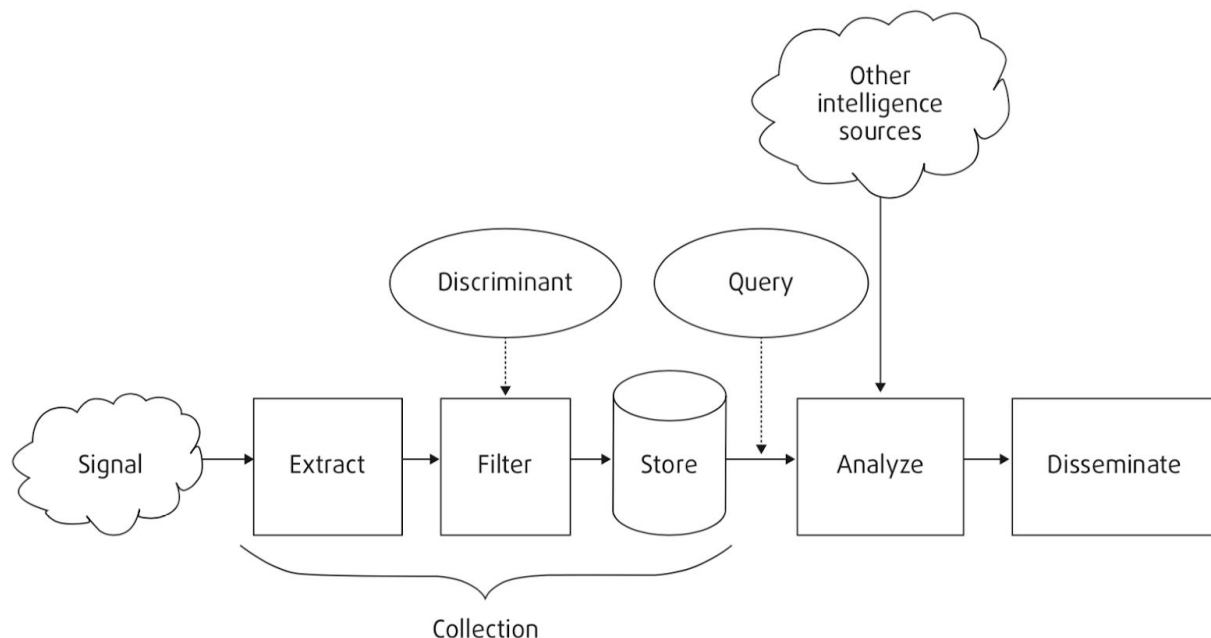 Other
intelligence
sources
Discriminant
Query
Signal
Extract
Filter
Store
Analyze
Disseminate
Collection